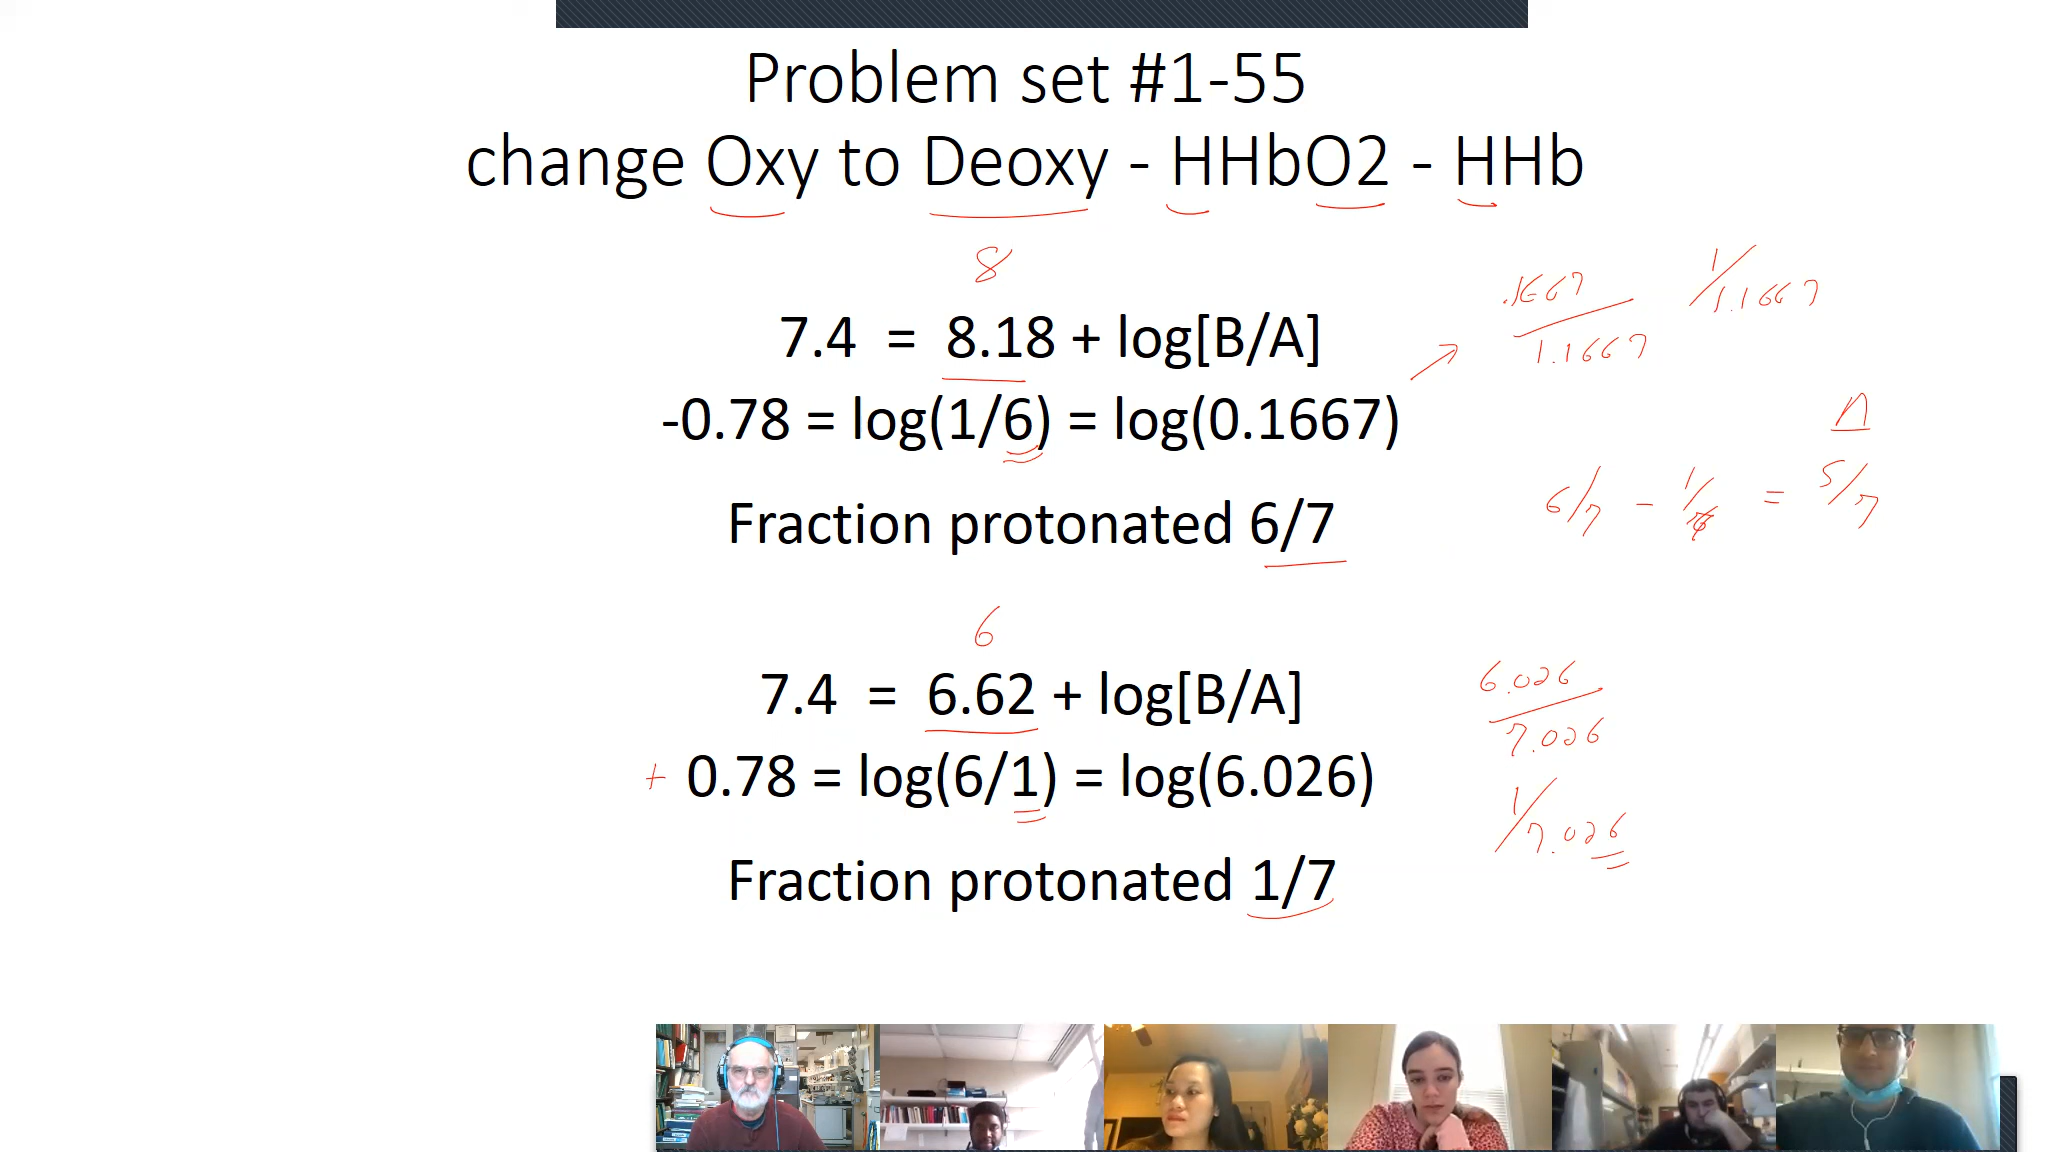 Problem set #1-55
change Oxy to Deoxy - HHbO2 - HHb
8
7.4 = 8.18 + log[B/A]
-0.78 = log(1/6) = log(0.1667)
Fraction protonated 6/7
.1667/1.1667
1/1.1667
Δ
6/7 - 1/7 = 5/7
6
7.4 = 6.62 + log[B/A]
+ 0.78 = log(6/1) = log(6.026)
Fraction protonated 1/7
6.026/7.026
1/7.026